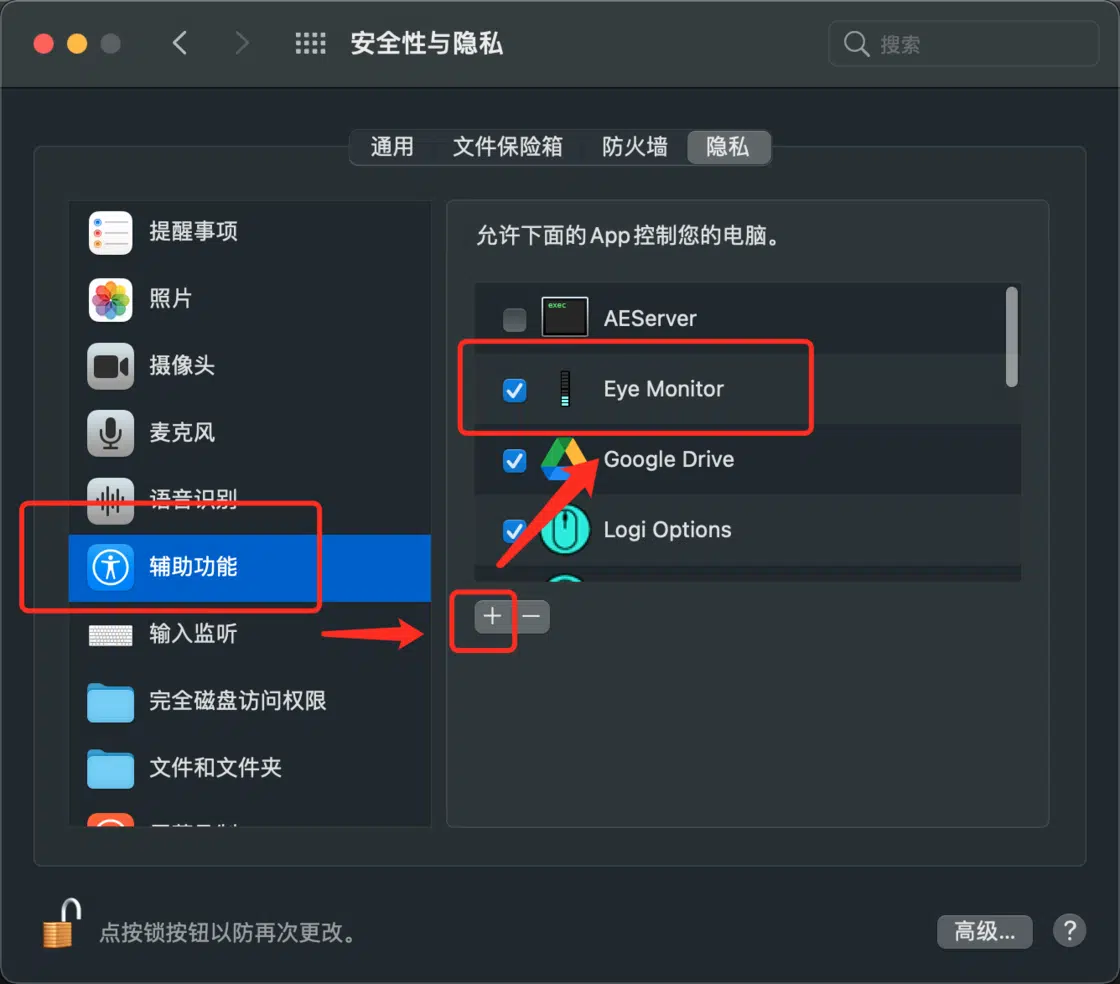 安全性与隐私
搜索
通用
文件保险箱
防火墙
隐私
提醒事项
照片
摄像头
麦克风
语音识别
辅助功能
输入监听
完全磁盘访问权限
文件和文件夹
允许下面的App控制您的电脑。
exec
AEServer
Eye Monitor
Google Drive
Logi Options
+
−
点按锁按钮以防再次更改。
高级...
?